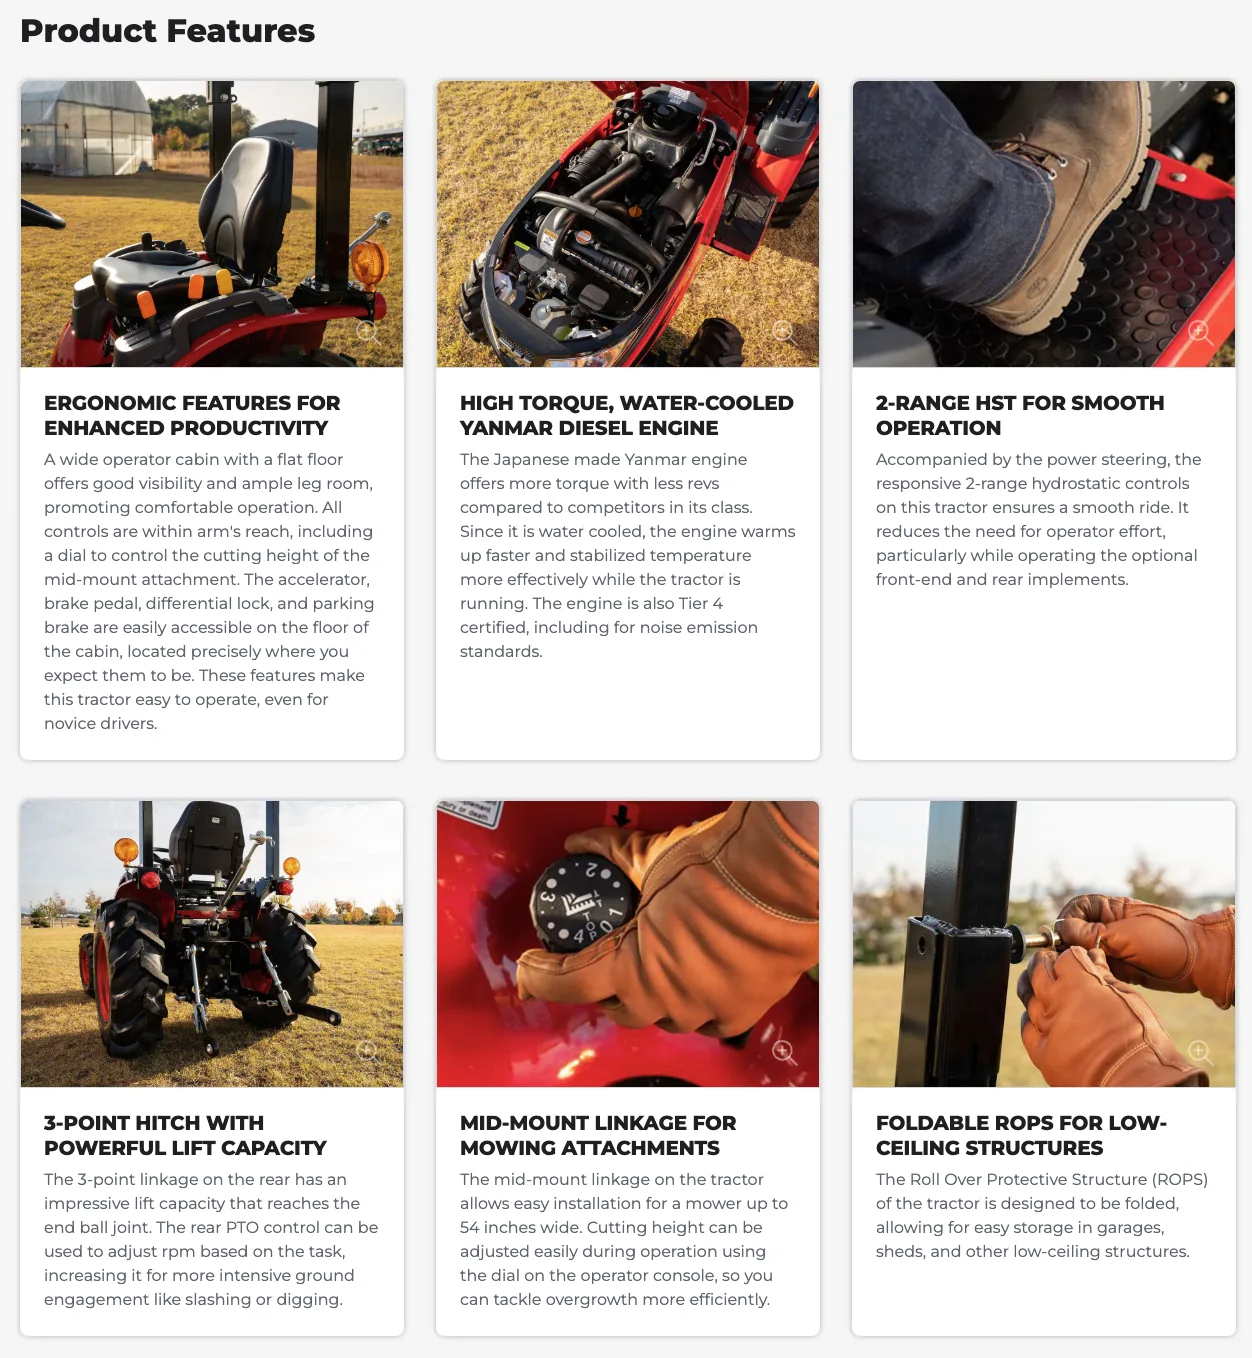 Product Features
ERGONOMIC FEATURES FOR
ENHANCED PRODUCTIVITY
A wide operator cabin with a flat floor
offers good visibility and ample leg room,
promoting comfortable operation. All
controls are within arm's reach, including
a dial to control the cutting height of the
mid-mount attachment. The accelerator,
brake pedal, differential lock, and parking
brake are easily accessible on the floor of
the cabin, located precisely where you
expect them to be. These features make
this tractor easy to operate, even for
novice drivers.
HIGH TORQUE, WATER-COOLED
YANMAR DIESEL ENGINE
The Japanese made Yanmar engine
offers more torque with less revs
compared to competitors in its class.
Since it is water cooled, the engine warms
up faster and stabilized temperature
more effectively while the tractor is
running. The engine is also Tier 4
certified, including for noise emission
standards.
2-RANGE HST FOR SMOOTH
OPERATION
Accompanied by the power steering, the
responsive 2-range hydrostatic controls
on this tractor ensures a smooth ride. It
reduces the need for operator effort,
particularly while operating the optional
front-end and rear implements.
3-POINT HITCH WITH
POWERFUL LIFT CAPACITY
The 3-point linkage on the rear has an
impressive lift capacity that reaches the
end ball joint. The rear PTO control can be
used to adjust rpm based on the task,
increasing it for more intensive ground
engagement like slashing or digging.
or death
2
3
4
1
0
MID-MOUNT LINKAGE FOR
MOWING ATTACHMENTS
The mid-mount linkage on the tractor
allows easy installation for a mower up to
54 inches wide. Cutting height can be
adjusted easily during operation using
the dial on the operator console, so you
can tackle overgrowth more efficiently.
FOLDABLE ROPS FOR LOW-
CEILING STRUCTURES
The Roll Over Protective Structure (ROPS)
of the tractor is designed to be folded,
allowing for easy storage in garages,
sheds, and other low-ceiling structures.